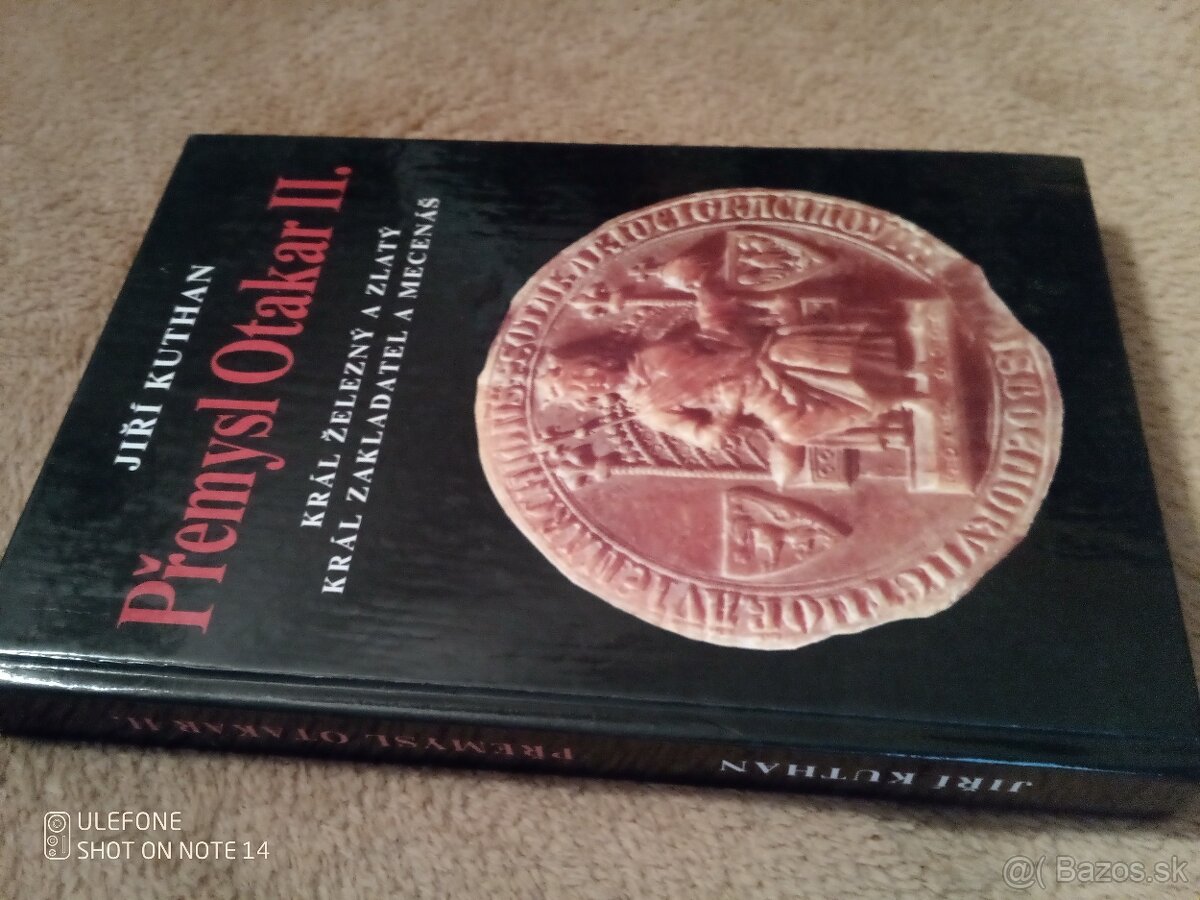 JIŘÍ KUTHAN
Přemysl Otakar II.
KRÁL ŽELEZNÝ A ZLATÝ
KRÁL ZAKLADATEL A MECENÁŠ
JIŘÍ KUTHAN
PŘEMYSL OTAKAR II.
ULEFONE
SHOT ON NOTE 14
@( Bazos.sk